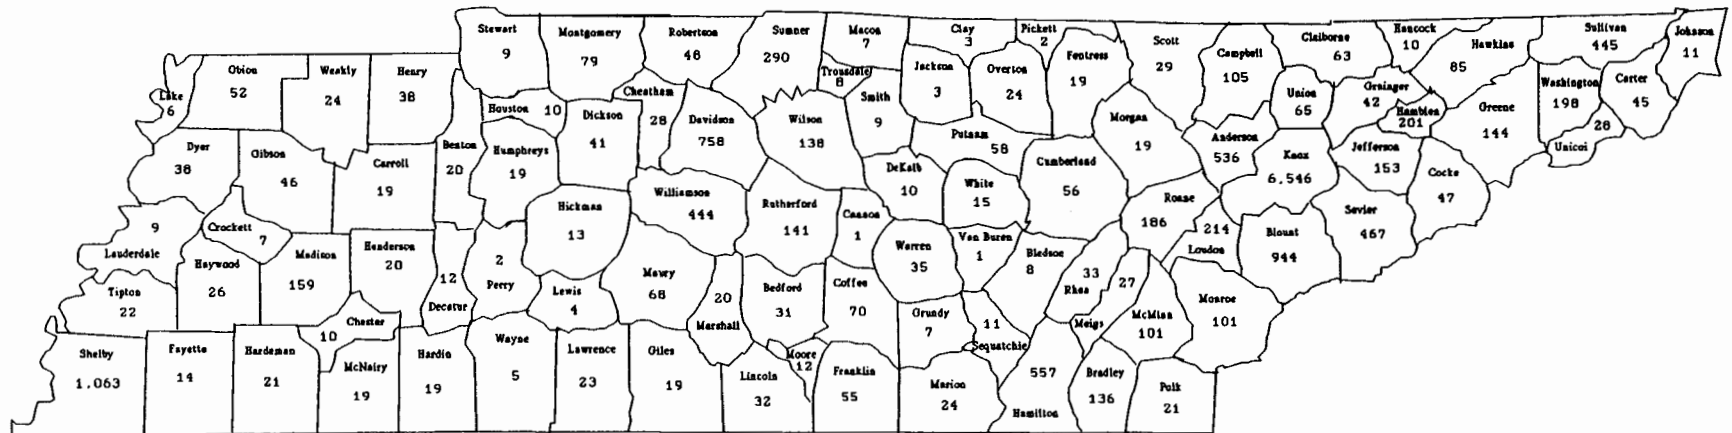 Stewart
9
Montgomery
79
Robertson
48
Sumner
290
Macon
7
Clay
3
Pickett
2
Fentress
19
Scott
29
Campbell
105
Claiborne
63
Hancock
10
Hawkins
85
Sullivan
445
Johnson
11
Lake
6
Obion
52
Weakly
24
Henry
38
Houston 10
Dickson
41
Cheatham
28
Davidson
758
Wilson
138
Trousdale
8
Smith
9
Jackson
3
Overton
24
Putnam
58
Morgan
19
Anderson
536
Union
65
Grainger
42
Hamblen
201
Greene
144
Washington
198
Carter
45
28
Unicoi
Dyer
38
Gibson
46
Carroll
19
Benton
20
Humphreys
19
Williamson
444
Rutherford
141
Cannon
1
DeKalb
10
White
15
Cumberland
56
Roane
186
Knox
6,546
Jefferson
153
Cocke
47
9
Lauderdale
Crockett
7
Haywood
26
Madison
159
Henderson
20
12
Decatur
2
Perry
Hickman
13
Lewis
4
Maury
68
20
Marshall
Bedford
31
Coffee
70
Warren
35
Van Buren
1
Bledsoe
8
33
Rhea
27
Meigs
214
Loudon
Blount
944
Sevier
467
Tipton
22
Shelby
1,063
Fayette
14
Hardeman
21
Chester
10
McNairy
19
Hardin
19
Wayne
5
Lawrence
23
Giles
19
Lincoln
32
Moore
12
Franklin
55
Grundy
7
Marion
24
11
Sequatchie
557
Hamilton
McMinn
101
Bradley
136
Polk
21
Monroe
101